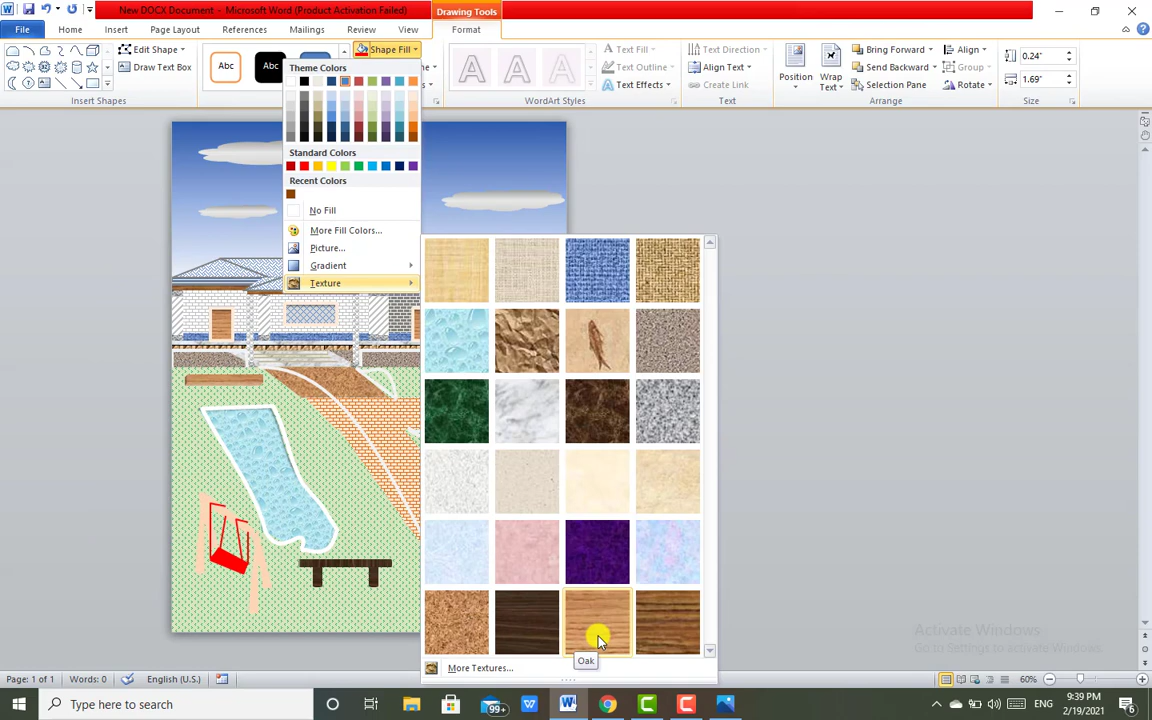 New DOCX Document - Microsoft Word (Product Activation Failed)
Drawing Tools
File Home Insert Page Layout References Mailings Review View Format
Edit Shape
Draw Text Box
Insert Shapes
Abc Abc
Shape Fill
Text Fill
Text Outline
Text Effects
WordArt Styles
Text Direction
Align Text
Create Link
Text
Position
Wrap
Text
Bring Forward
Send Backward
Selection Pane
Align
Group
Rotate
Arrange
0.24"
1.69"
Size
Theme Colors
Standard Colors
Recent Colors
No Fill
More Fill Colors...
Picture...
Gradient
Texture
Oak
More Textures...
Activate Windows
Go to Settings to activate Windows.
Page: 1 of 1 Words: 0 English (U.S.) 60%
Type here to search
99+
ENG
9:39 PM
2/19/2021
6